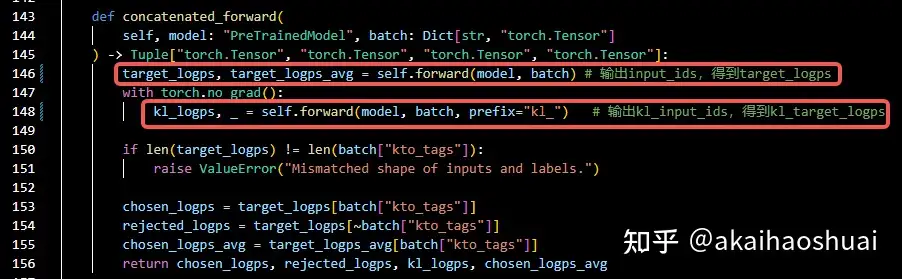 143 def concatenated_forward(
144 self, model: "PreTrainedModel", batch: Dict[str, "torch.Tensor"]
145 ) -> Tuple["torch.Tensor", "torch.Tensor", "torch.Tensor", "torch.Tensor"]:
146 target_logps, target_logps_avg = self.forward(model, batch) # 输出input_ids，得到target_logps
147 with torch.no_grad():
148 kl_logps, _ = self.forward(model, batch, prefix="kl_") # 输出kl_input_ids，得到kl_target_logps
149
150 if len(target_logps) != len(batch["kto_tags"]):
151 raise ValueError("Mismatched shape of inputs and labels.")
152
153 chosen_logps = target_logps[batch["kto_tags"]]
154 rejected_logps = target_logps[~batch["kto_tags"]]
155 chosen_logps_avg = target_logps_avg[batch["kto_tags"]]
156 return chosen_logps, rejected_logps, kl_logps, chosen_logps_avg
知乎 @akaihaoshuai